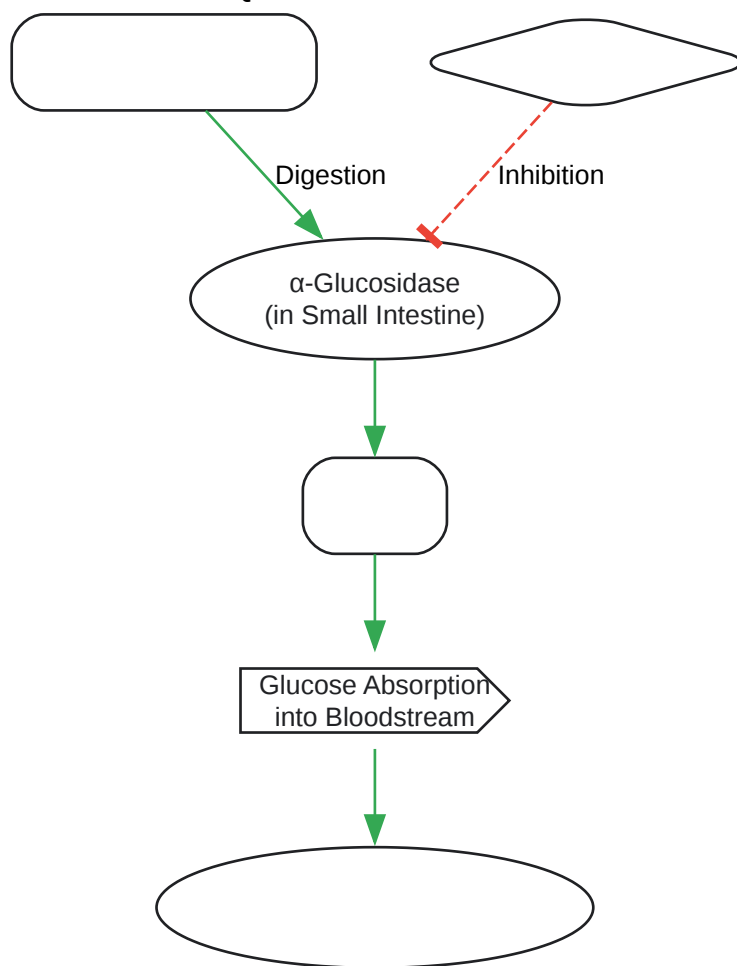 Digestion
Inhibition
α-Glucosidase
(in Small Intestine)
Glucose Absorption
into Bloodstream